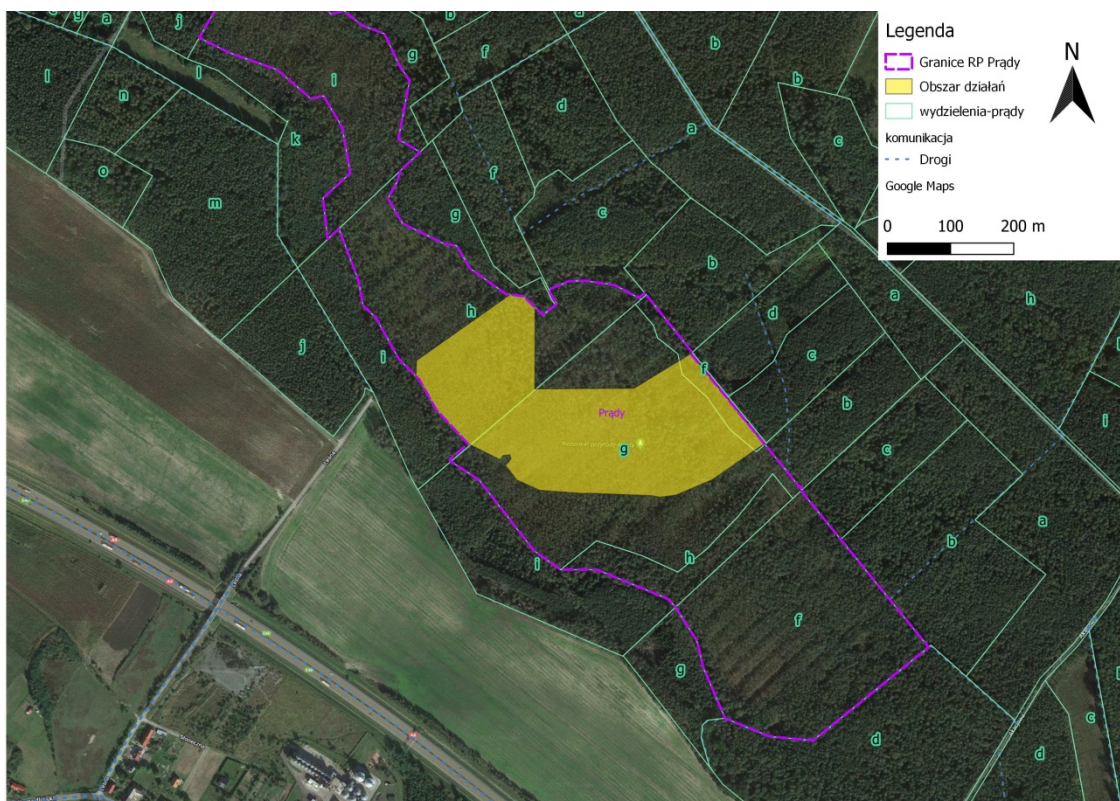 Legenda
N
Granice RP Prądy
Obszar działań
wydzielenia-prądy
komunikacja
Drogi
Google Maps
0 100 200 m
g a j b f a b
l i g b
n l d c
k a
o m f
g c
b
h a h
d
j i c
f b
Prądy
g c i
a
h b
i
f
g
d d c